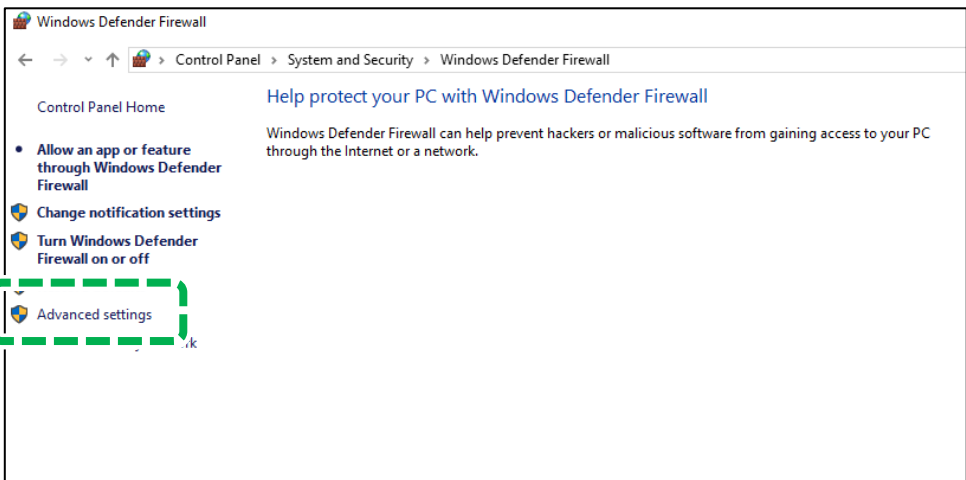 Windows Defender Firewall
Control Panel > System and Security > Windows Defender Firewall
Control Panel Home
Allow an app or feature
through Windows Defender
Firewall
Change notification settings
Turn Windows Defender
Firewall on or off
Advanced settings
Help protect your PC with Windows Defender Firewall
Windows Defender Firewall can help prevent hackers or malicious software from gaining access to your PC
through the Internet or a network.